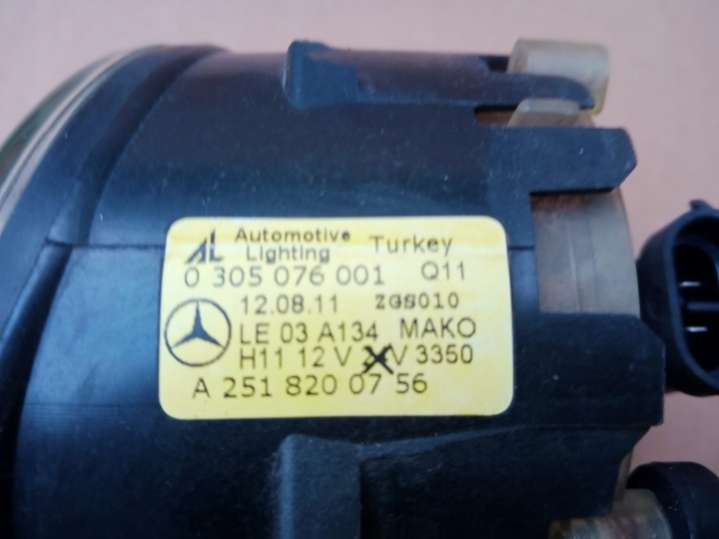 AL Automotive Lighting Turkey
0 305 076 001 Q11
12.08.11 ZGS010
LE 03 A134 MAKO
H11 12 V V 3350
A 251 820 07 56